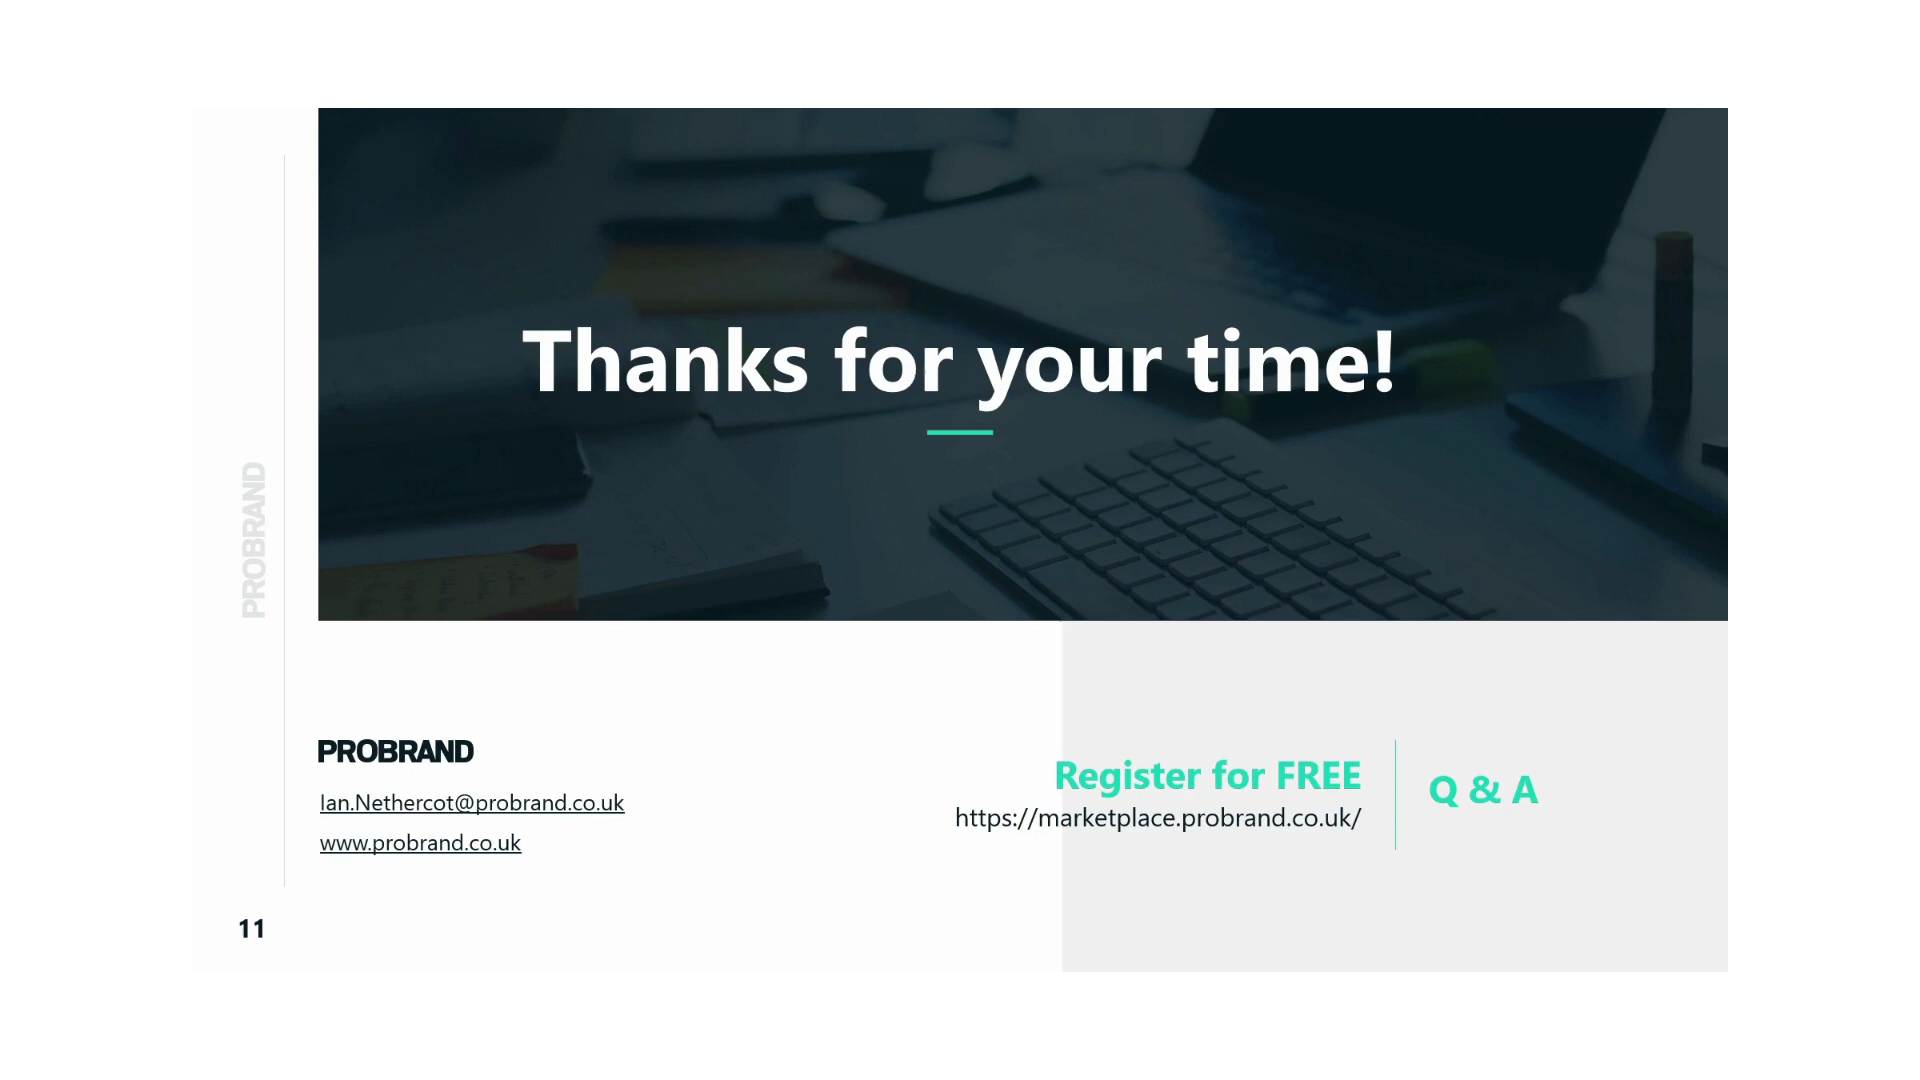 Thanks for your time!
PROBRAND
PROBRAND
Ian.Nethercot@probrand.co.uk
www.probrand.co.uk
Register for FREE
https://marketplace.probrand.co.uk/
Q & A
11